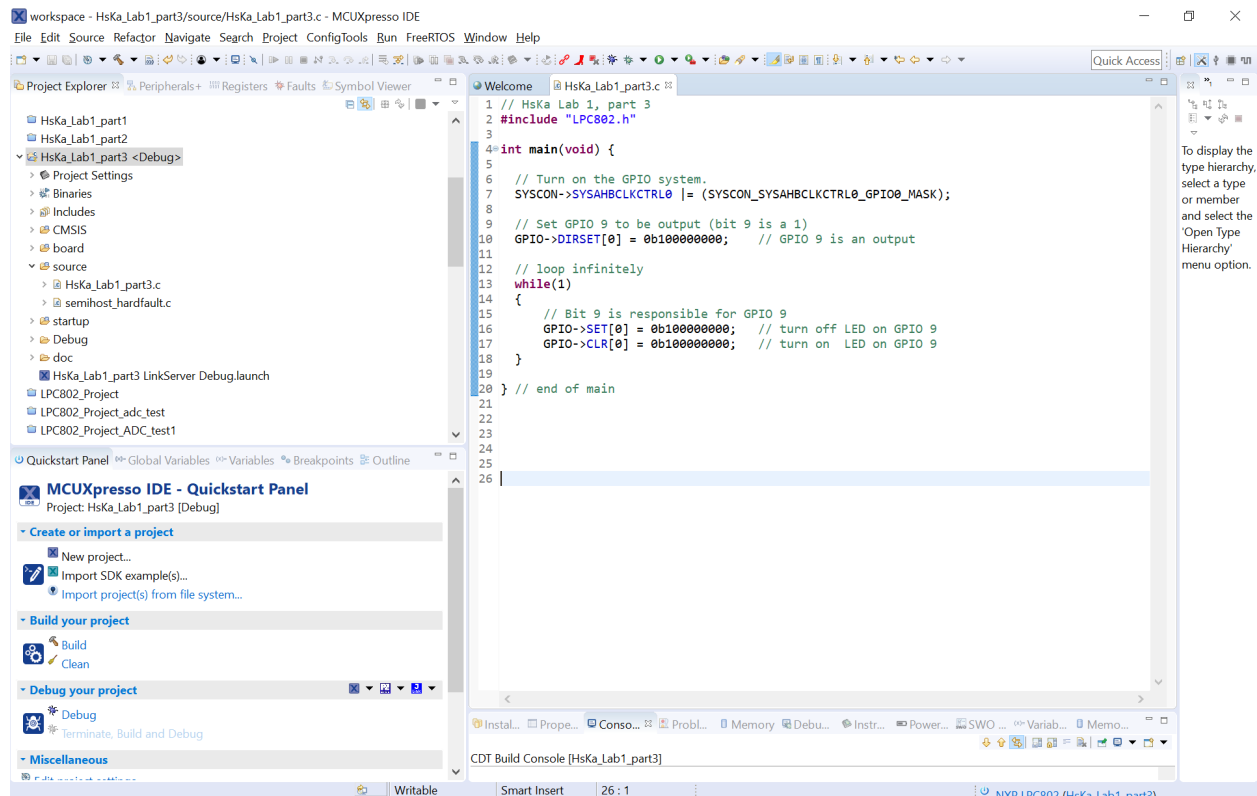 workspace - HsKa_Lab1_part3/source/HsKa_Lab1_part3.c - MCUXpresso IDE
File Edit Source Refactor Navigate Search Project ConfigTools Run FreeRTOS Window Help
Quick Access
Project Explorer Peripherals+ Registers Faults Symbol Viewer
HsKa_Lab1_part1
HsKa_Lab1_part2
HsKa_Lab1_part3 <Debug>
Project Settings
Binaries
Includes
CMSIS
board
source
HsKa_Lab1_part3.c
semihost_hardfault.c
startup
Debug
doc
HsKa_Lab1_part3 LinkServer Debug.launch
LPC802_Project
LPC802_Project_adc_test
LPC802_Project_ADC_test1
Quickstart Panel Global Variables Variables Breakpoints Outline
MCUXpresso IDE - Quickstart Panel
Project: HsKa_Lab1_part3 [Debug]
Create or import a project
New project...
Import SDK example(s)...
Import project(s) from file system...
Build your project
Build
Clean
Debug your project
Debug
Terminate, Build and Debug
Miscellaneous
Edit project settings
Welcome HsKa_Lab1_part3.c
1 // HsKa Lab 1, part 3
2 #include "LPC802.h"
3
4 int main(void) {
5
6 // Turn on the GPIO system.
7 SYSCON->SYSAHBCLKCTRL0 |= (SYSCON_SYSAHBCLKCTRL0_GPIO0_MASK);
8
9 // Set GPIO 9 to be output (bit 9 is a 1)
10 GPIO->DIRSET[0] = 0b1000000000; // GPIO 9 is an output
11
12 // loop infinitely
13 while(1)
14 {
15 // Bit 9 is responsible for GPIO 9
16 GPIO->SET[0] = 0b1000000000; // turn off LED on GPIO 9
17 GPIO->CLR[0] = 0b1000000000; // turn on LED on GPIO 9
18 }
19
20 } // end of main
21
22
23
24
25
26
To display the
type hierarchy,
select a type
or member
and select the
'Open Type
Hierarchy'
menu option.
Instal... Prope... Conso... Probl... Memory Debu... Instr... Power... SWO ... Variab... Memo...
CDT Build Console [HsKa_Lab1_part3]
Writable Smart Insert 26 : 1 NXP LPC802 (HsKa_Lab1_part3)